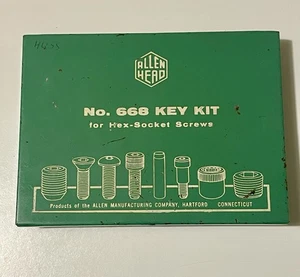 ALLEN
HEAD
No. 668 KEY KIT
for Hex-Socket Screws
Products of the ALLEN MANUFACTURING COMPANY, HARTFORD CONNECTICUT